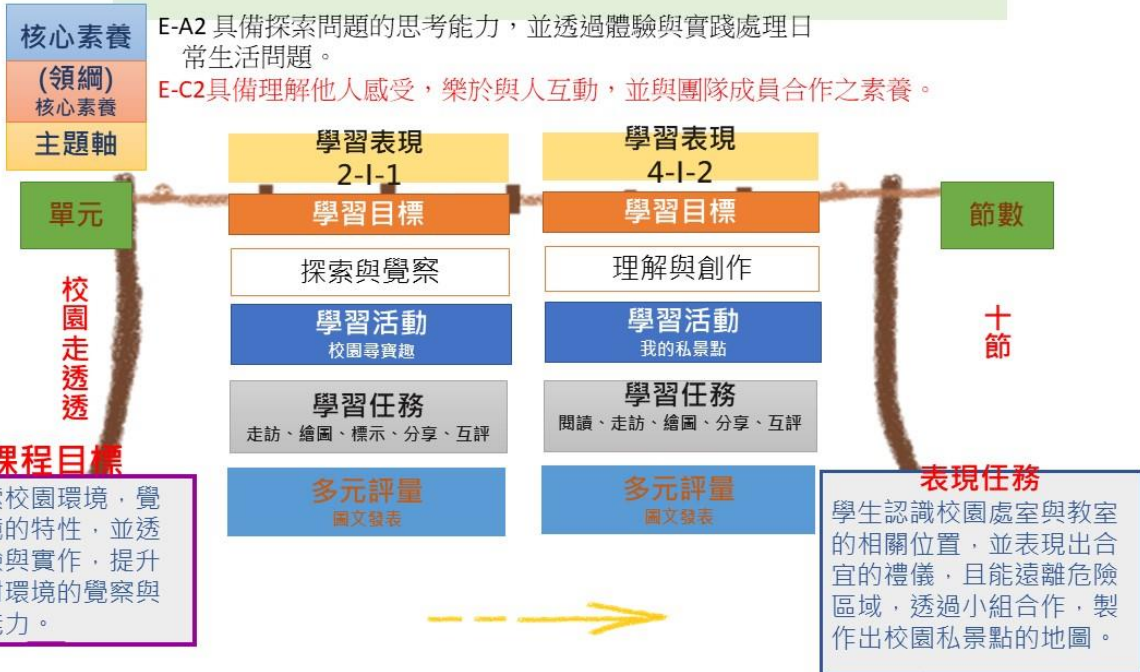 核心素養
E-A2 具備探索問題的思考能力，並透過體驗與實踐處理日
常生活問題。
(領綱)
核心素養
E-C2具備理解他人感受，樂於與人互動，並與團隊成員合作之素養。
主題軸
學習表現
2-I-1
學習表現
4-I-2
單元
學習目標
學習目標
節數
探索與覺察
理解與創作
校園走透透
學習活動
校園尋寶趣
學習活動
我的私景點
十節
學習任務
走訪、繪圖、標示、分享、互評
學習任務
閱讀、走訪、繪圖、分享、互評
課程目標
校園環境，覺
的特性，並透
與實作，提升
環境的覺察與
力。
多元評量
圖文發表
多元評量
圖文發表
表現任務
學生認識校園處室與教室
的相關位置，並表現出合
宜的禮儀，且能遠離危險
區域，透過小組合作，製
作出校園私景點的地圖。